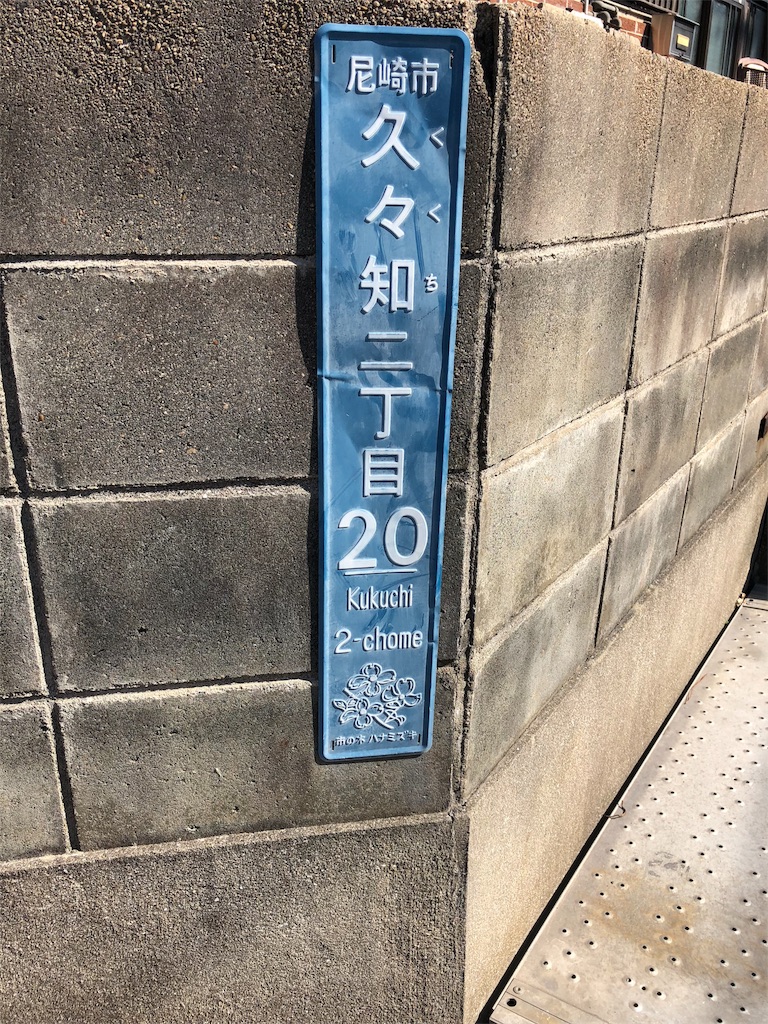 尼崎市
久々知二丁目
くくち
20
Kukuchi
2-chome
市の木 ハナミズキ